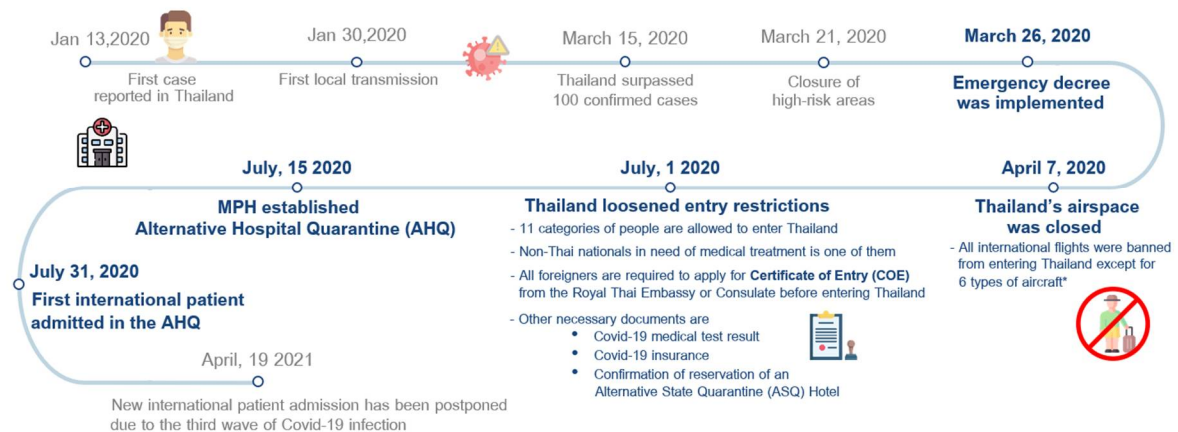 Jan 13,2020
First case
reported in Thailand
Jan 30,2020
First local transmission
March 15, 2020
Thailand surpassed
100 confirmed cases
March 21, 2020
Closure of
high-risk areas
March 26, 2020
Emergency decree
was implemented
April 7, 2020
Thailand's airspace
was closed
- All international flights were banned
from entering Thailand except for
6 types of aircraft*
July, 1 2020
Thailand loosened entry restrictions
- 11 categories of people are allowed to enter Thailand
- Non-Thai nationals in need of medical treatment is one of them
- All foreigners are required to apply for Certificate of Entry (COE)
from the Royal Thai Embassy or Consulate before entering Thailand
- Other necessary documents are
• Covid-19 medical test result
• Covid-19 insurance
• Confirmation of reservation of an
Alternative State Quarantine (ASQ) Hotel
July, 15 2020
MPH established
Alternative Hospital Quarantine (AHQ)
July 31, 2020
First international patient
admitted in the AHQ
April, 19 2021
New international patient admission has been postponed
due to the third wave of Covid-19 infection